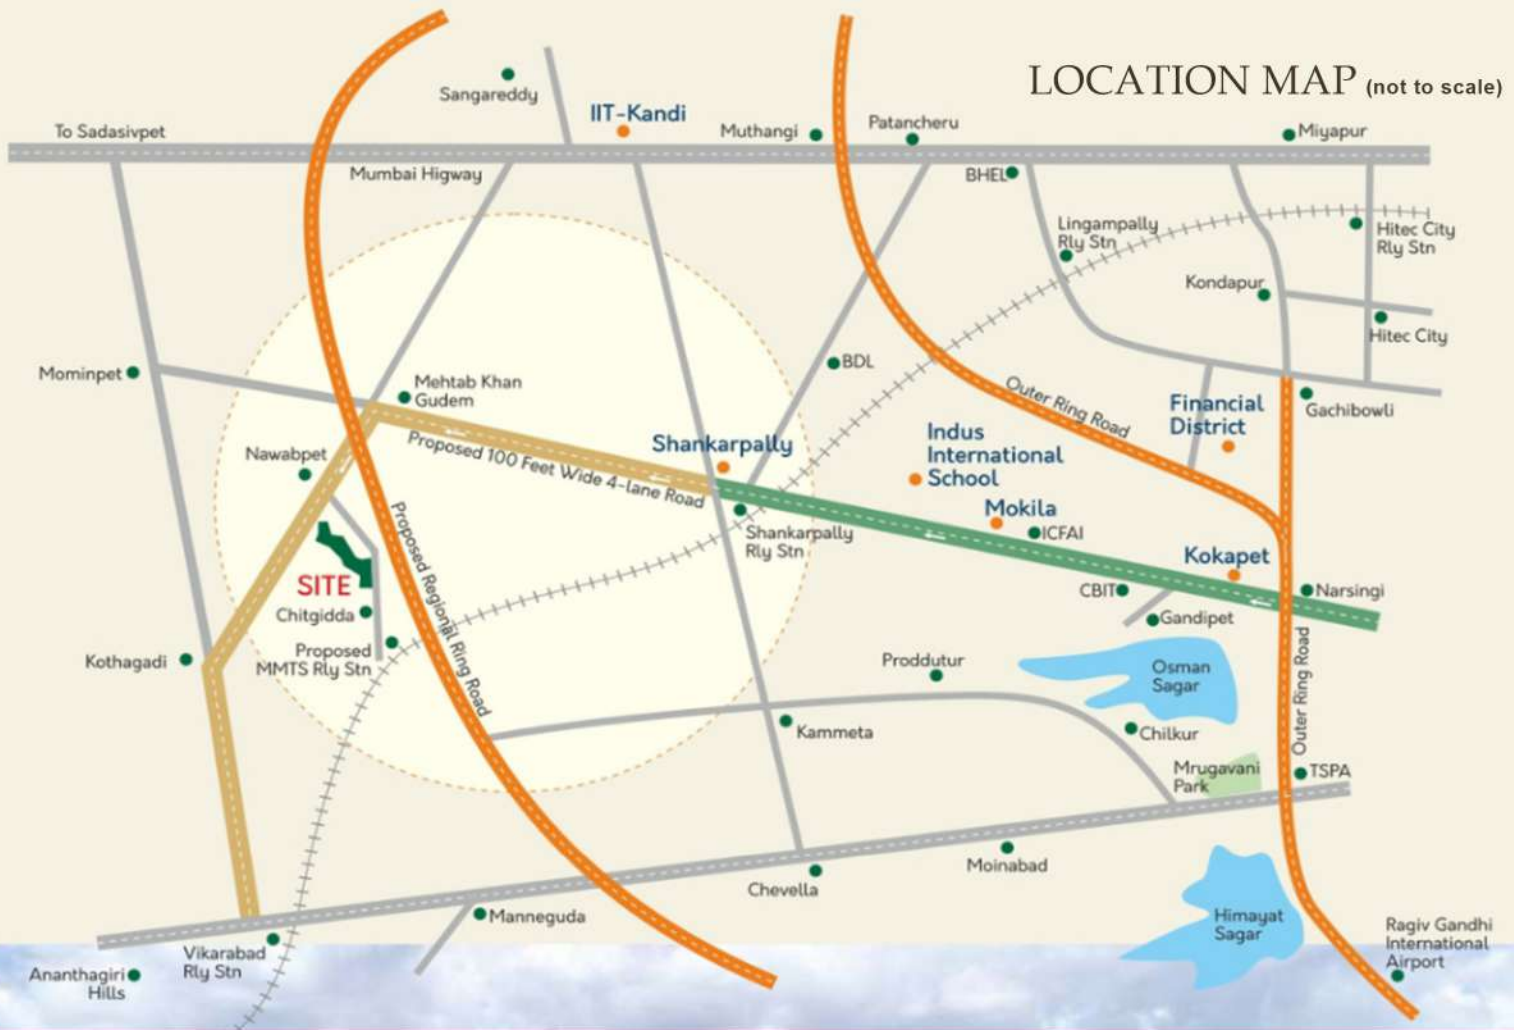 LOCATION MAP (not to scale)
Sangareddy
IIT-Kandi
To Sadasivpet
Muthangi
Patancheru
Miyapur
Mumbai Higway
BHEL
Lingampally
Rly Stn
Hitec City
Rly Stn
Kondapur
Hitec City
Mominpet
Mehtab Khan
Gudem
BDL
Outer Ring Road
Financial
District
Gachibowli
Nawabpet
Proposed 100 Feet Wide 4-lane Road
Shankarpally
Indus
International
School
Mokila
ICFAI
Shankarpally
Rly Stn
Proposed Regional Ring Road
Kokapet
SITE
CBIT
Narsingi
Chitgidda
Gandipet
Kothagadi
Proposed
MMTS Rly Stn
Proddutur
Osman
Sagar
Outer Ring Road
Kammeta
Chilkur
Mrugavani
Park
TSPA
Moinabad
Chevella
Manneguda
Himayat
Sagar
Ragiv Gandhi
International
Airport
Vikarabad
Rly Stn
Ananthagiri
Hills